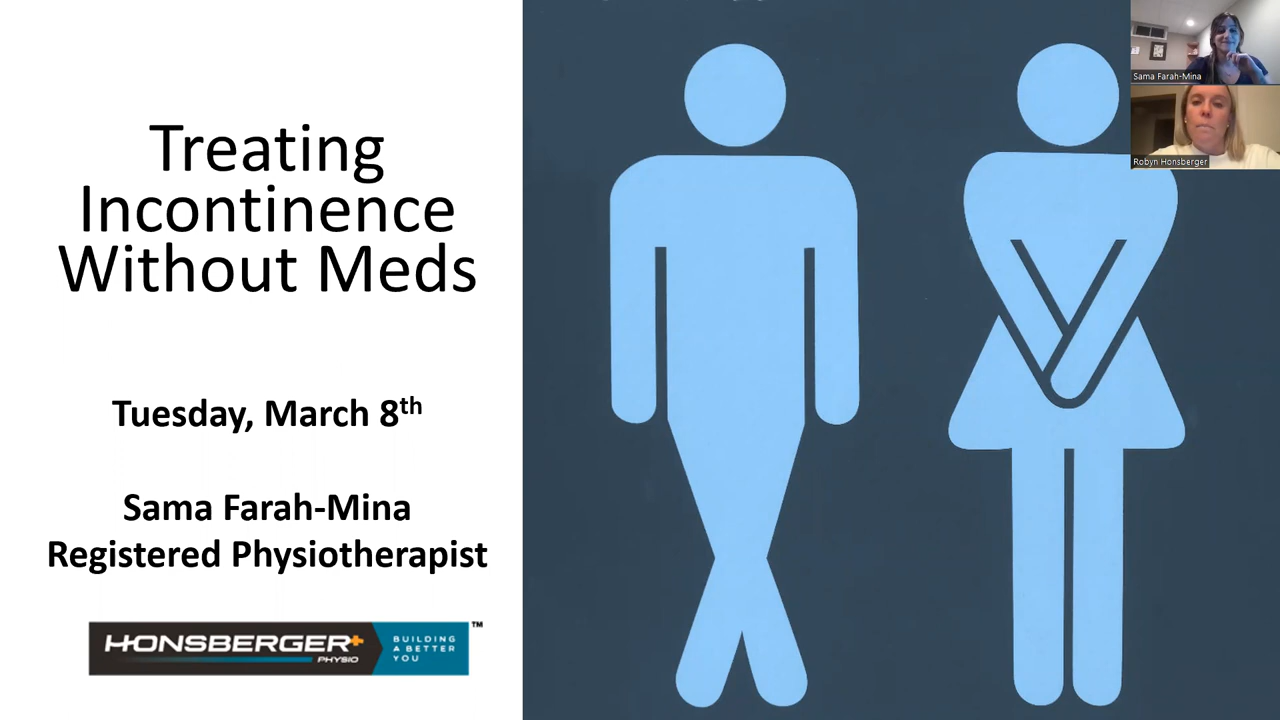 Treating
Incontinence
Without Meds
Tuesday, March 8th
Sama Farah-Mina
Registered Physiotherapist
HONSBERGER+
PHYSIO
BUILDING
A BETTER
YOU
TM
Sama Farah-Mina
Robyn Honsberger